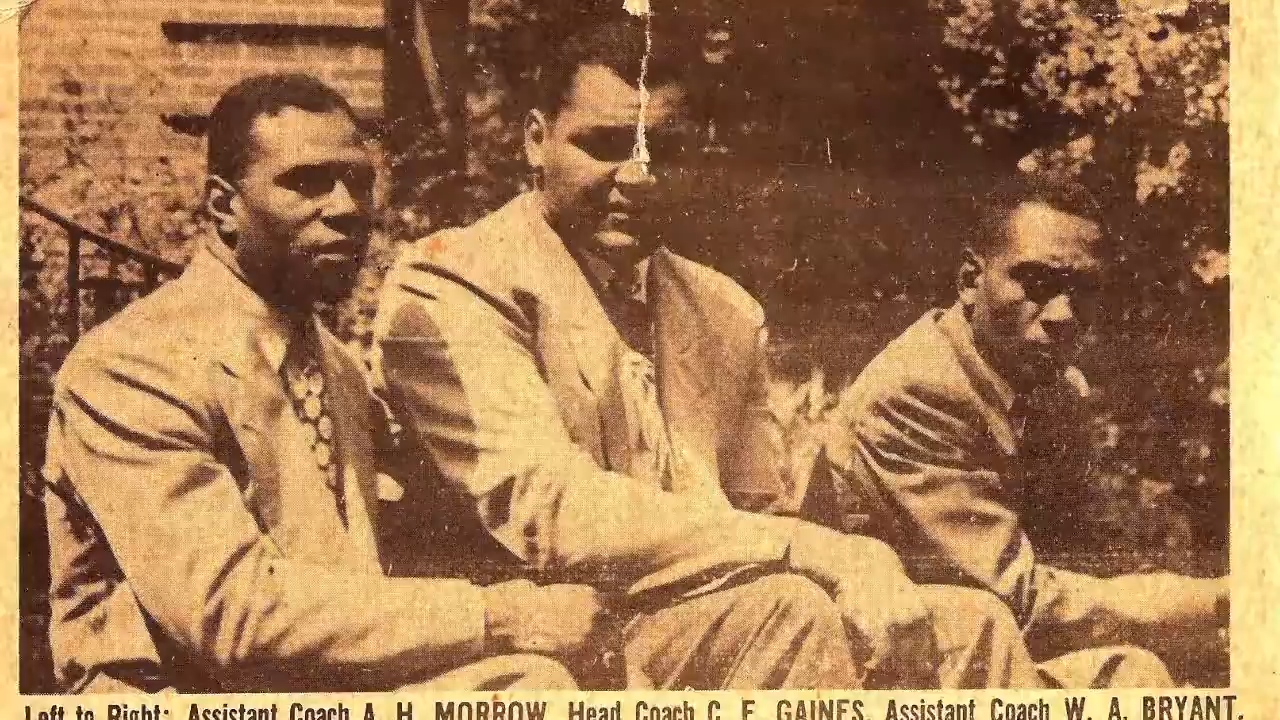 Left to Right: Assistant Coach A. H. MORROW, Head Coach C. E. GAINES, Assistant Coach W. A. BRYANT.